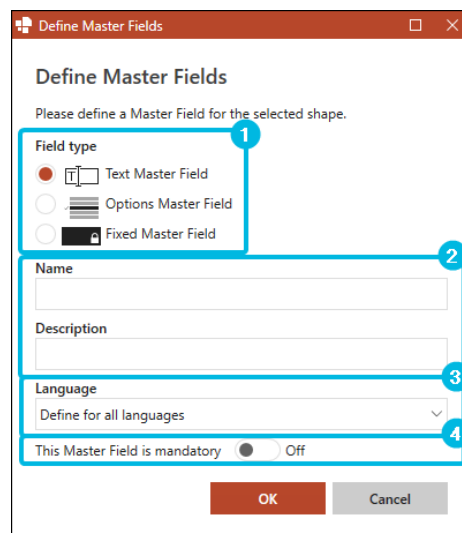 Define Master Fields
Define Master Fields
Please define a Master Field for the selected shape.
1
Field type
T Text Master Field
Options Master Field
Fixed Master Field
2
Name
Description
3
Language
Define for all languages
4
This Master Field is mandatory Off
OK Cancel